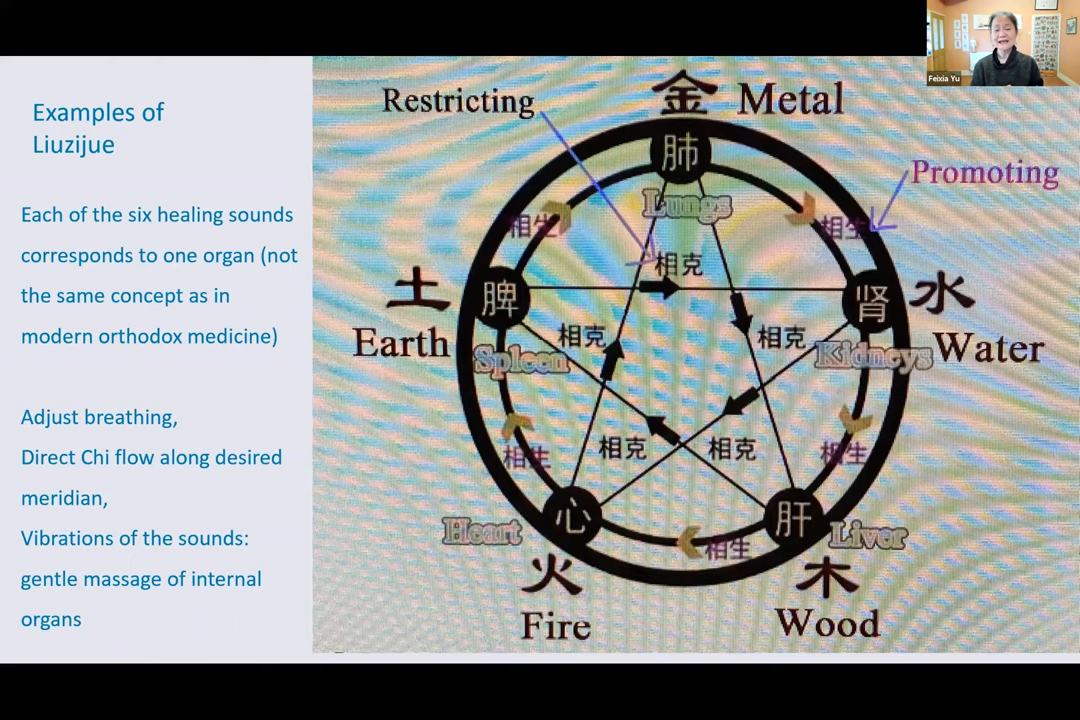 Feixia Yu
Examples of
Liuzijue
Each of the six healing sounds
corresponds to one organ (not
the same concept as in
modern orthodox medicine)
Adjust breathing,
Direct Chi flow along desired
meridian,
Vibrations of the sounds:
gentle massage of internal
organs
Restricting
金 Metal
肺
Lungs
Promoting
相生
相生
相克
土
脾
肾
水
Earth
Spleen
相克
相克
Kidneys
Water
相生
相克
相克
相生
Heart
心
肝
Liver
相生
火
木
Fire
Wood